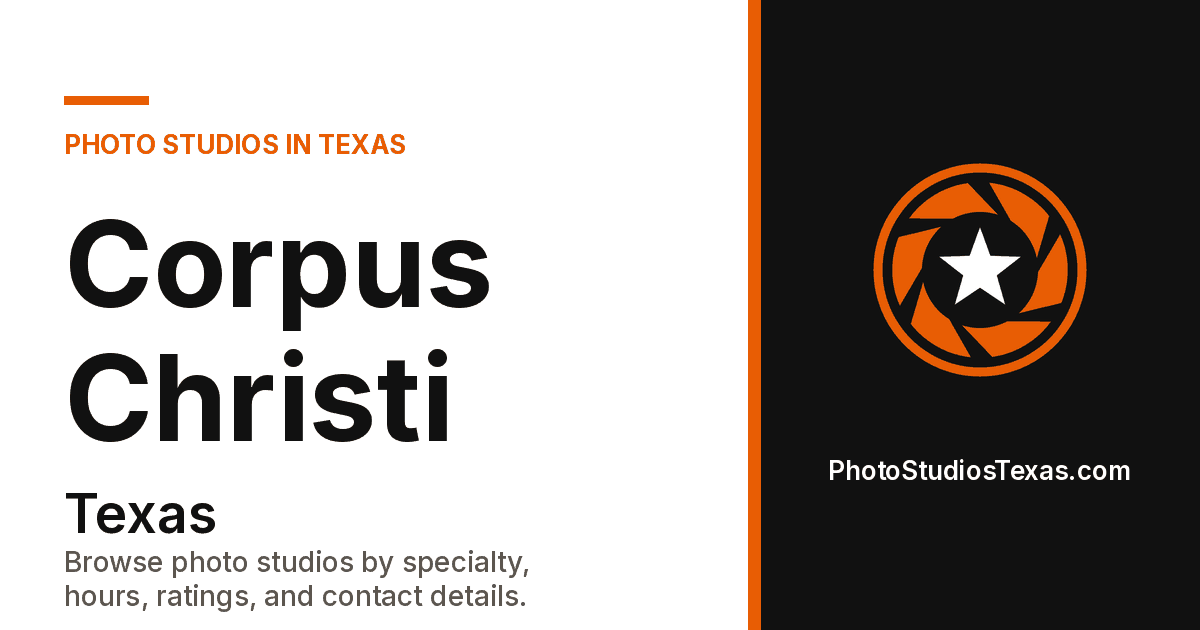 PHOTO STUDIOS IN TEXAS
Corpus
Christi
Texas
Browse photo studios by specialty,
hours, ratings, and contact details.
PhotoStudiosTexas.com